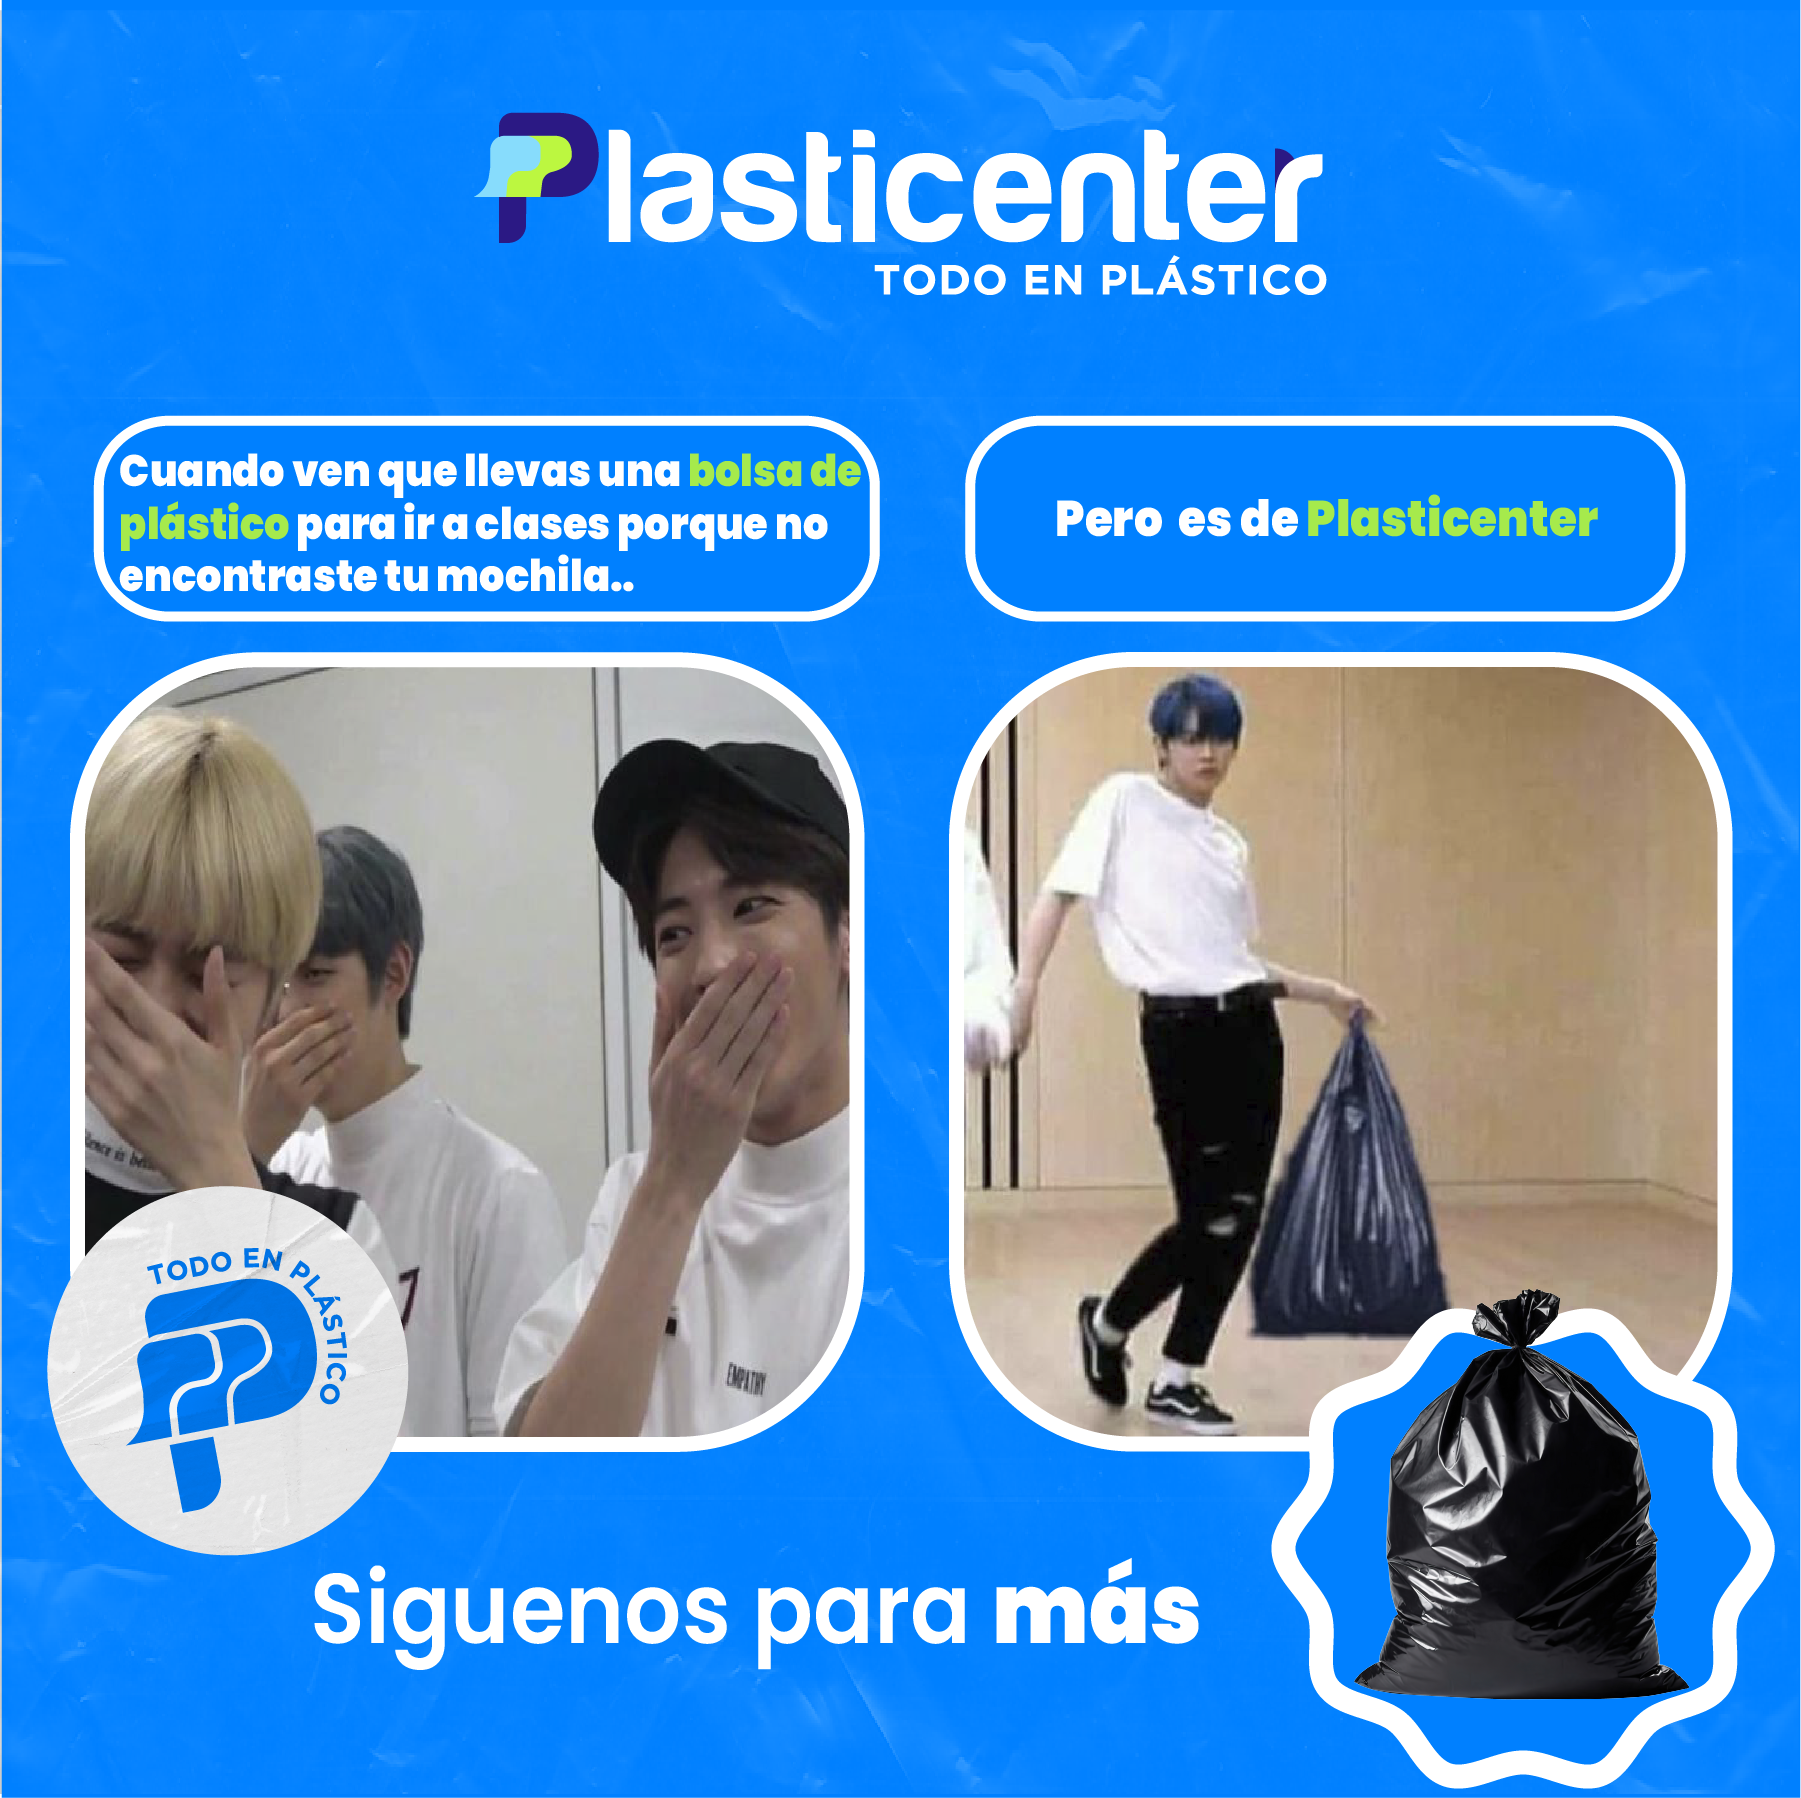 Plasticenter
TODO EN PLÁSTICO
Cuando ven que llevas una bolsa de
plástico para ir a clases porque no
encontraste tu mochila..
Pero es de Plasticenter
EMPATHY
TODO EN PLÁSTICO
Siguenos para más